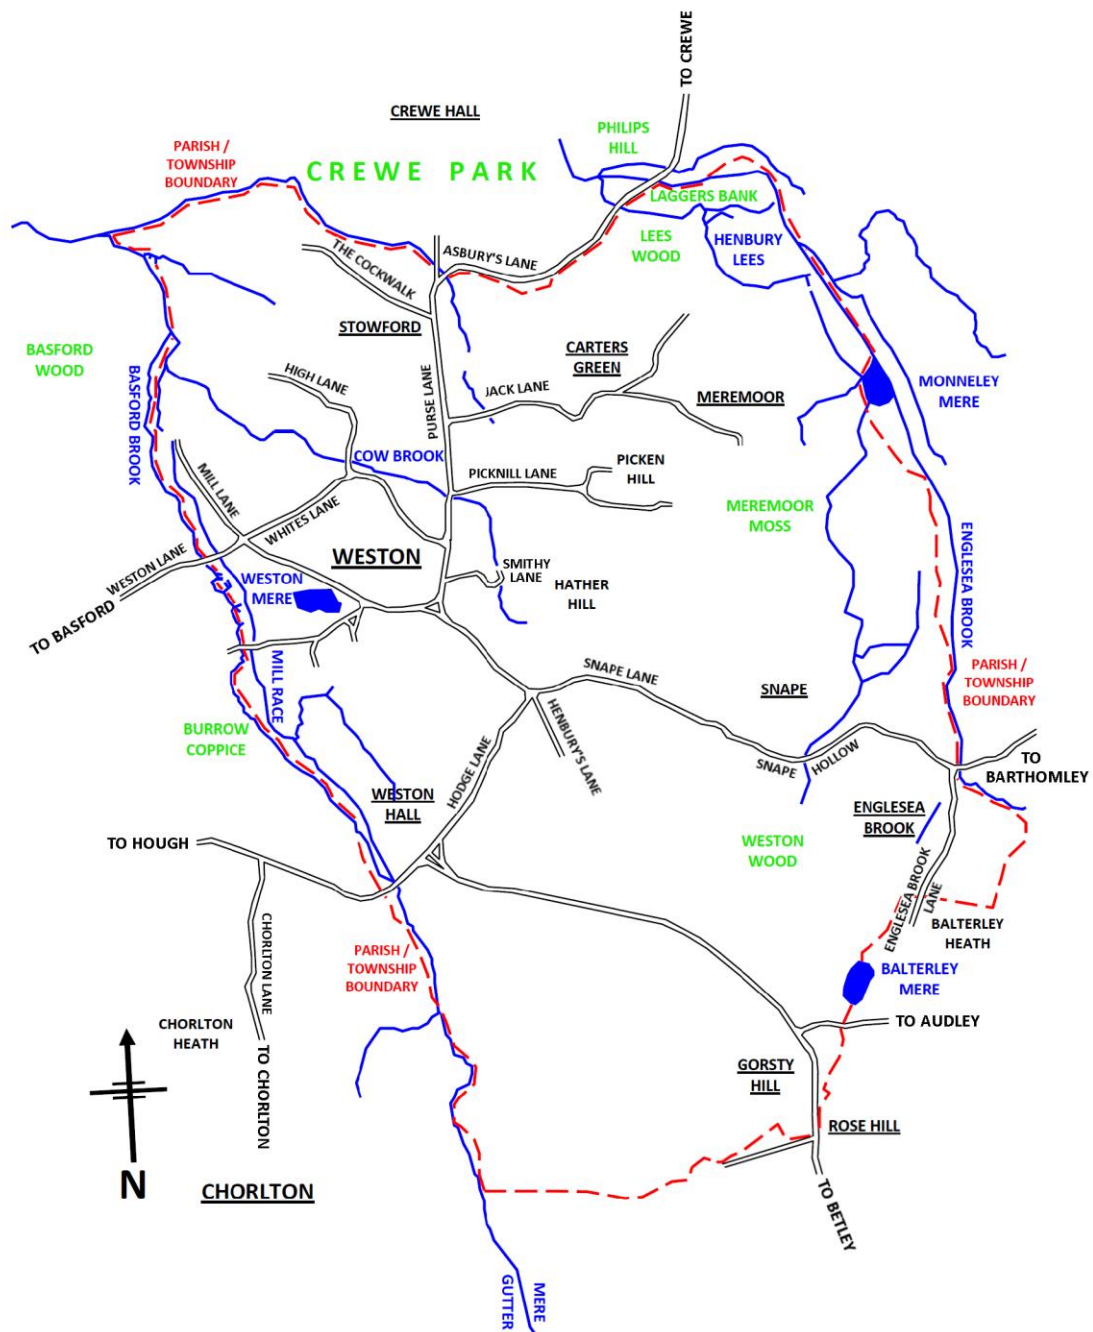 TO CREWE
CREWE HALL
PHILIPS
HILL
PARISH /
TOWNSHIP
BOUNDARY
CREWE PARK
LAGGERS BANK
LEES
WOOD
HENBURY
LEES
ASBURY'S LANE
THE COCKWALK
STOWFORD
BASFORD
WOOD
BASFORD BROOK
HIGH LANE
PURSE LANE
CARTERS
GREEN
JACK LANE
MEREMOOR
MONNELEY
MERE
COW BROOK
MILL LANE
PICKNILL LANE
PICKEN
HILL
MEREMOOR
MOSS
WHITES LANE
WESTON
WESTON LANE
TO BASFORD
WESTON
MERE
SMITHY
LANE
HATHER
HILL
ENGLESEA BROOK
MILL RACE
SNAPE LANE
SNAPE
PARISH /
TOWNSHIP
BOUNDARY
BURROW
COPPICE
HENBURY'S LANE
HODGE LANE
SNAPE HOLLOW
TO
BARTHOMLEY
WESTON
HALL
ENGLESEA
BROOK
TO HOUGH
WESTON
WOOD
ENGLESEA BROOK
LANE
CHORLTON LANE
BALTERLEY
HEATH
PARISH /
TOWNSHIP
BOUNDARY
BALTERLEY
MERE
CHORLTON
HEATH
TO CHORLTON
TO AUDLEY
GORSTY
HILL
ROSE HILL
N
CHORLTON
TO BETLEY
MERE
GUTTER